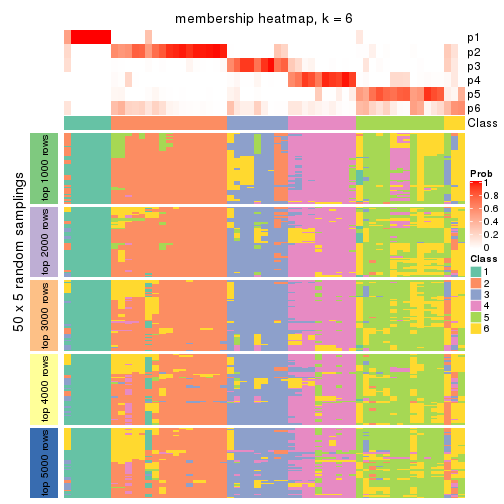 membership heatmap, k = 6
p1
p2
p3
p4
p5
p6
Class
50 x 5 random samplings
top 1000 rows
top 2000 rows
top 3000 rows
top 4000 rows
top 5000 rows
Prob
1
0.8
0.6
0.4
0.2
0
Class
1
2
3
4
5
6